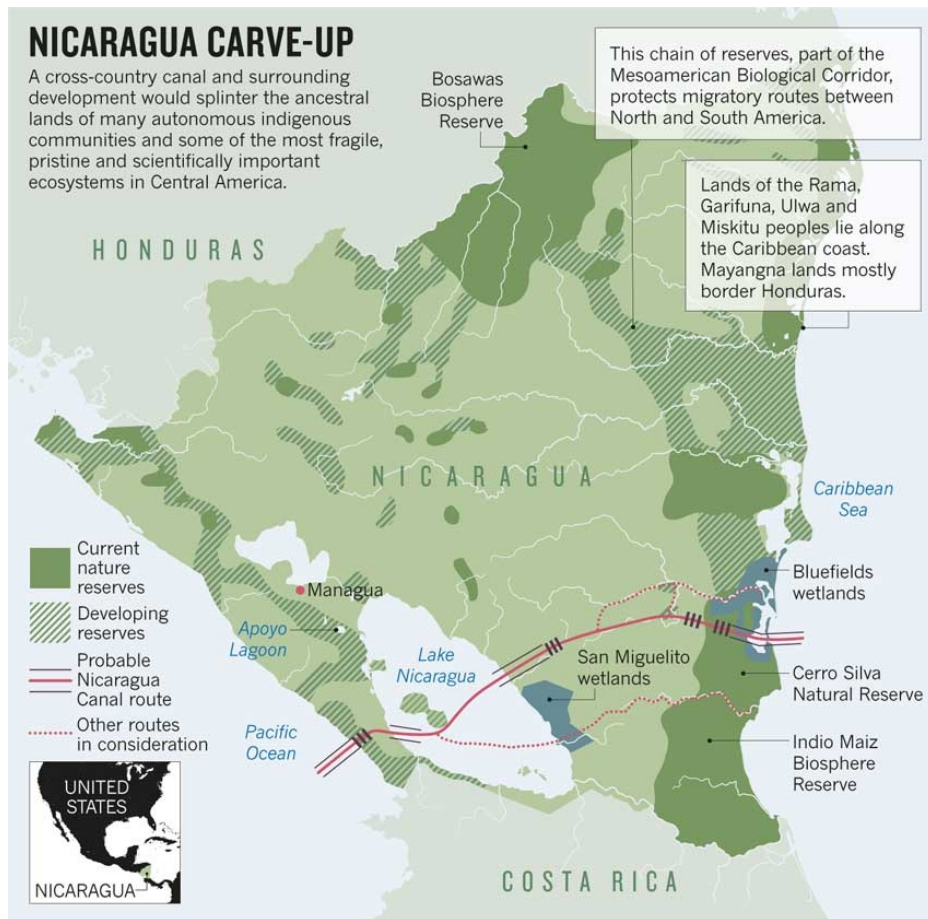 NICARAGUA CARVE-UP
A cross-country canal and surrounding
development would splinter the ancestral
lands of many autonomous indigenous
communities and some of the most fragile,
pristine and scientifically important
ecosystems in Central America.
Bosawas
Biosphere
Reserve
This chain of reserves, part of the
Mesoamerican Biological Corridor,
protects migratory routes between
North and South America.
Lands of the Rama,
Garifuna, Ulwa and
Miskitu peoples lie along
the Caribbean coast.
Mayangna lands mostly
border Honduras.
HONDURAS
NICARAGUA
Caribbean
Sea
Current
nature
reserves
Developing
reserves
Probable
Nicaragua
Canal route
Other routes
in consideration
Managua
Apoyo
Lagoon
Lake
Nicaragua
Pacific
Ocean
San Miguelito
wetlands
Bluefields
wetlands
Cerro Silva
Natural Reserve
Indio Maiz
Biosphere
Reserve
UNITED
STATES
NICARAGUA
COSTA RICA